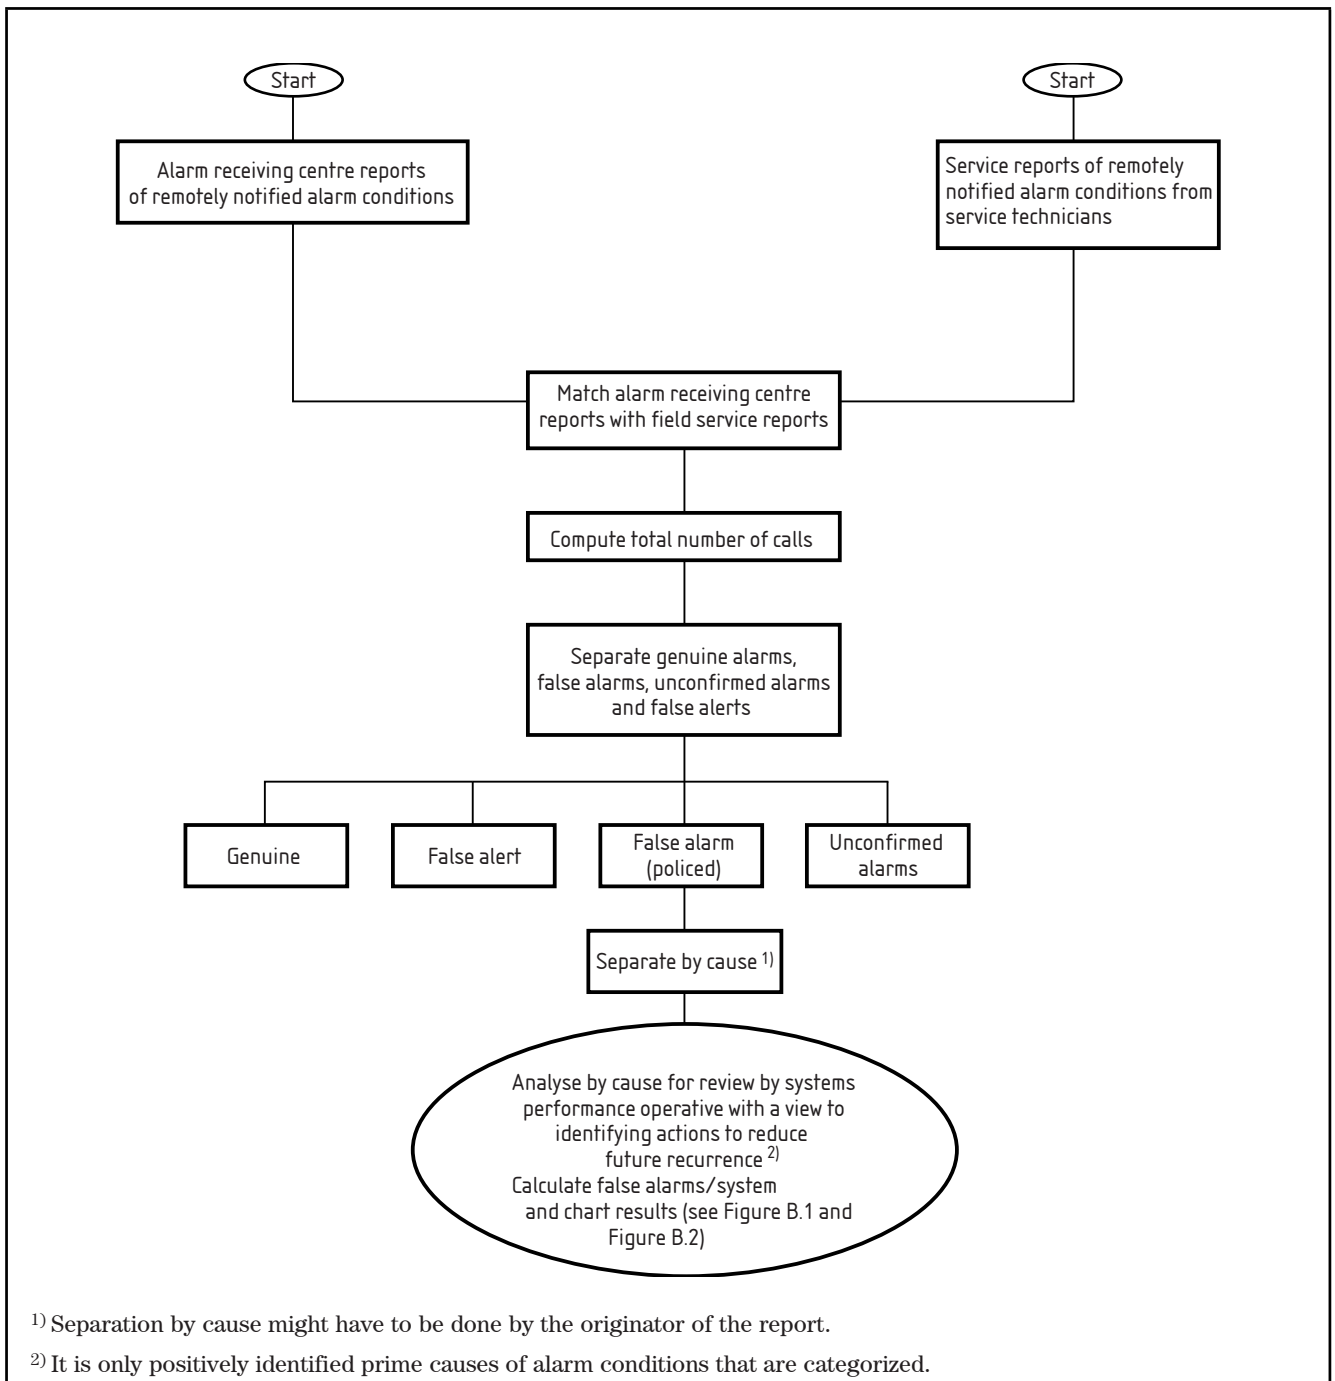 Start
Start
Alarm receiving centre reports
of remotely notified alarm conditions
Service reports of remotely
notified alarm conditions from
service technicians
Match alarm receiving centre
reports with field service reports
Compute total number of calls
Separate genuine alarms,
false alarms, unconfirmed alarms
and false alerts
Genuine
False alert
False alarm
(policed)
Unconfirmed
alarms
Separate by cause 1)
Analyse by cause for review by systems
performance operative with a view to
identifying actions to reduce
future recurrence 2)
Calculate false alarms/system
and chart results (see Figure B.1 and
Figure B.2)
1) Separation by cause might have to be done by the originator of the report.
2) It is only positively identified prime causes of alarm conditions that are categorized.